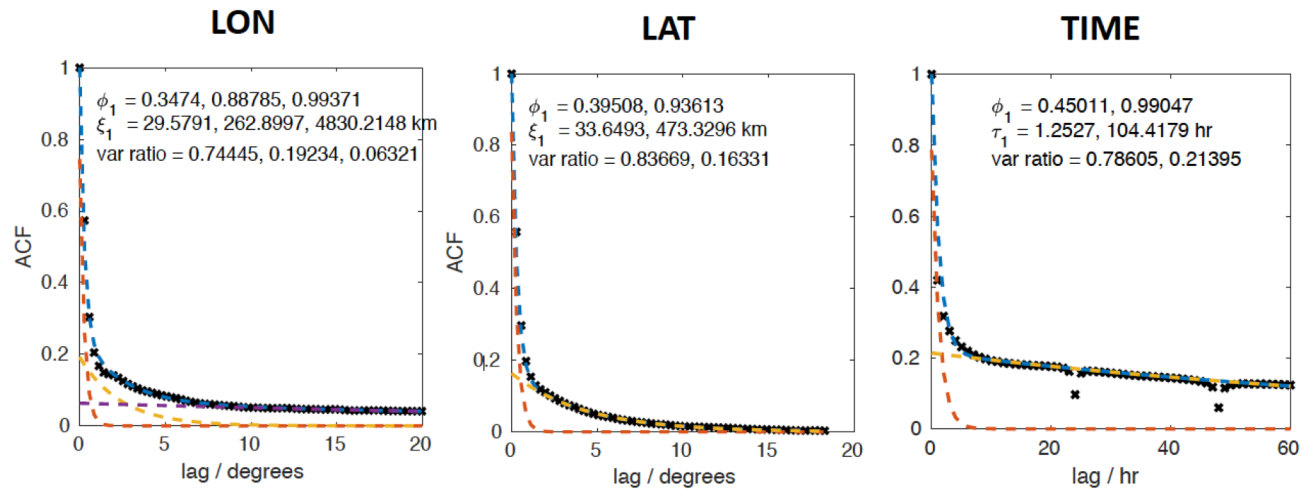 LON
1
0.8
0.6
0.4
0.2
0
ACF
ϕ1 = 0.3474, 0.88785, 0.99371
ξ1 = 29.5791, 262.8997, 4830.2148 km
var ratio = 0.74445, 0.19234, 0.06321
0 5 10 15 20
lag / degrees
LAT
1
0.8
0.6
0.4
0.2
0
ACF
ϕ1 = 0.39508, 0.93613
ξ1 = 33.6493, 473.3296 km
var ratio = 0.83669, 0.16331
0 5 10 15 20
lag / degrees
TIME
1
0.8
0.6
0.4
0.2
0
ϕ1 = 0.45011, 0.99047
τ1 = 1.2527, 104.4179 hr
var ratio = 0.78605, 0.21395
0 20 40 60
lag / hr